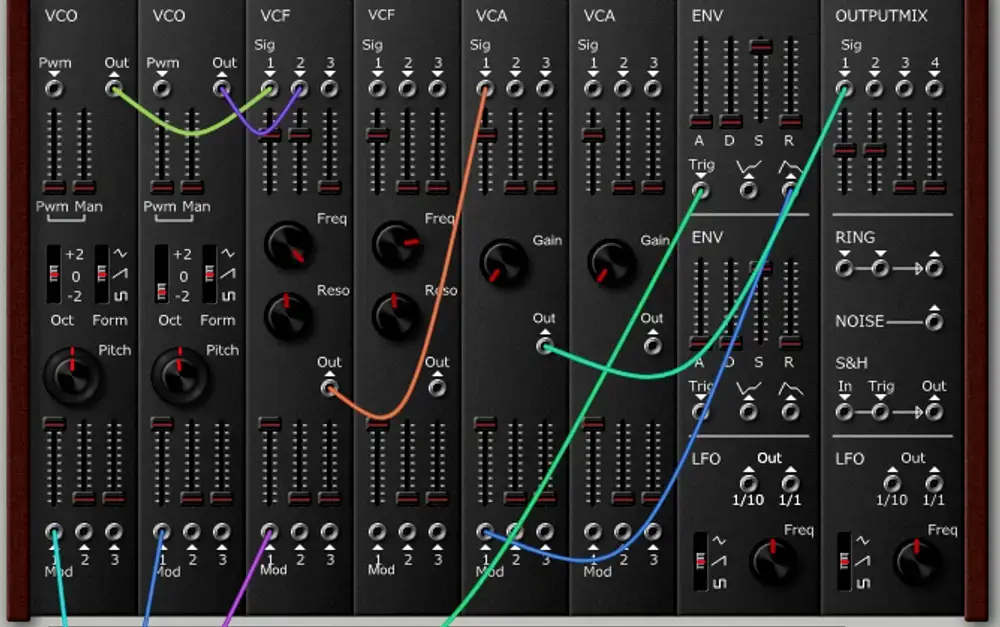 VCO VCO VCF VCF VCA VCA ENV OUTPUTMIX
Sig Sig Sig Sig Sig
Pwm Out Pwm Out 1 2 3 1 2 3 1 2 3 1 2 3 1 2 3 4
A D S R
Trig
Pwm Man Pwm Man
Freq Freq
ENV RING
Gain Gain
+2 +2
0 0
-2 -2
Reso Reso
Oct Form Oct Form Out Out NOISE
Pitch Pitch
Out Out A D S R S&H
Trig In Trig Out
LFO Out LFO Out
1/10 1/1 1/10 1/1
Freq Freq
1 2 3 1 2 3 1 2 3 1 2 3 1 2 3 1 2 3
Mod Mod Mod Mod Mod Mod